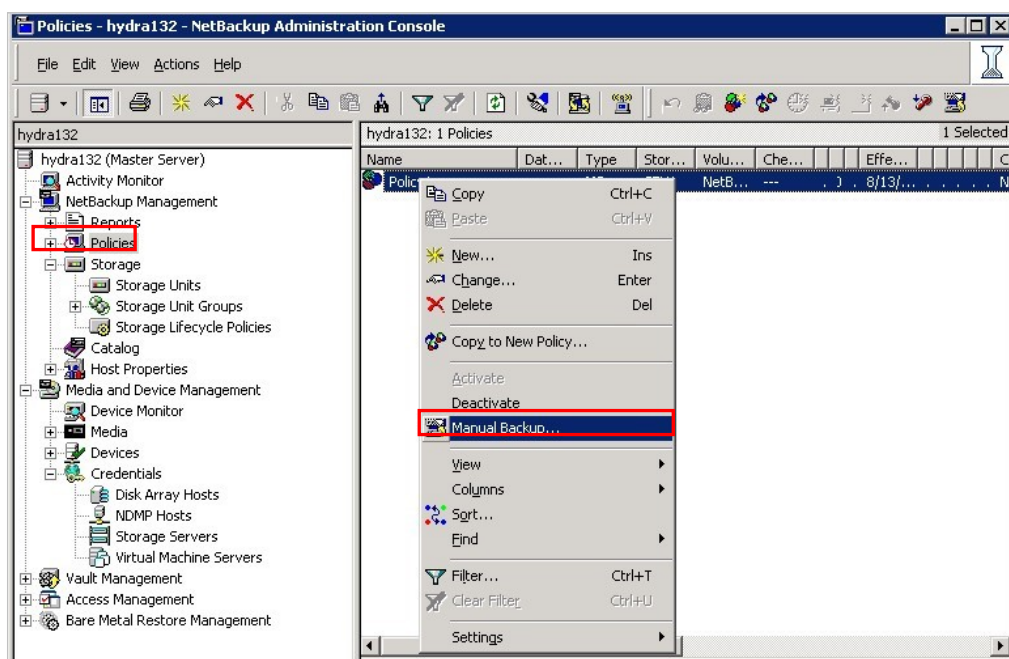 Policies - hydra132 - NetBackup Administration Console
File Edit View Actions Help
hydra132
hydra132: 1 Policies 1 Selected
hydra132 (Master Server)
Activity Monitor
NetBackup Management
Reports
Policies
Storage
Storage Units
Storage Unit Groups
Storage Lifecycle Policies
Catalog
Host Properties
Media and Device Management
Device Monitor
Media
Devices
Credentials
Disk Array Hosts
NDMP Hosts
Storage Servers
Virtual Machine Servers
Vault Management
Access Management
Bare Metal Restore Management
Name Dat... Type Stor... Volu... Che... Effe... C
NetB... --- . ) . 8/13/... . . . . . N
Copy Ctrl+C
Paste Ctrl+V
New... Ins
Change... Enter
Delete Del
Copy to New Policy...
Activate
Deactivate
Manual Backup...
View
Columns
Sort...
Find
Filter... Ctrl+T
Clear Filter Ctrl+U
Settings